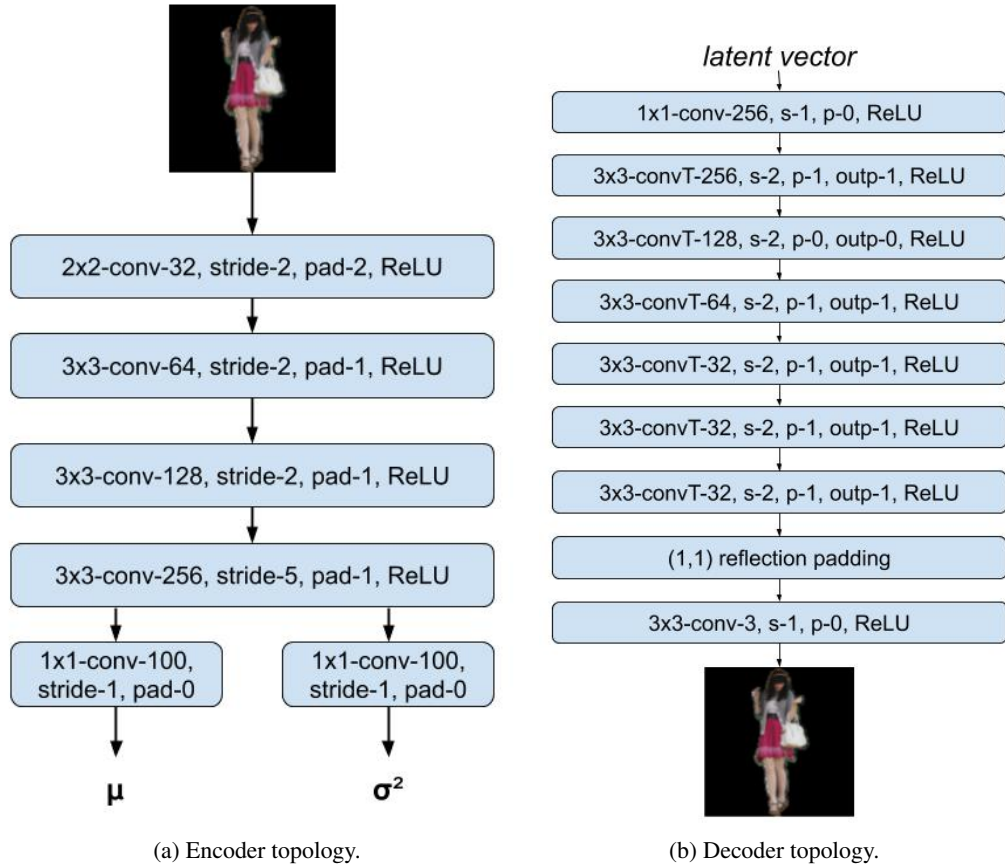 2x2-conv-32, stride-2, pad-2, ReLU
3x3-conv-64, stride-2, pad-1, ReLU
3x3-conv-128, stride-2, pad-1, ReLU
3x3-conv-256, stride-5, pad-1, ReLU
1x1-conv-100,
stride-1, pad-0
1x1-conv-100,
stride-1, pad-0
μ
σ²
(a) Encoder topology.
latent vector
1x1-conv-256, s-1, p-0, ReLU
3x3-convT-256, s-2, p-1, outp-1, ReLU
3x3-convT-128, s-2, p-0, outp-0, ReLU
3x3-convT-64, s-2, p-1, outp-1, ReLU
3x3-convT-32, s-2, p-1, outp-1, ReLU
3x3-convT-32, s-2, p-1, outp-1, ReLU
3x3-convT-32, s-2, p-1, outp-1, ReLU
(1,1) reflection padding
3x3-conv-3, s-1, p-0, ReLU
(b) Decoder topology.